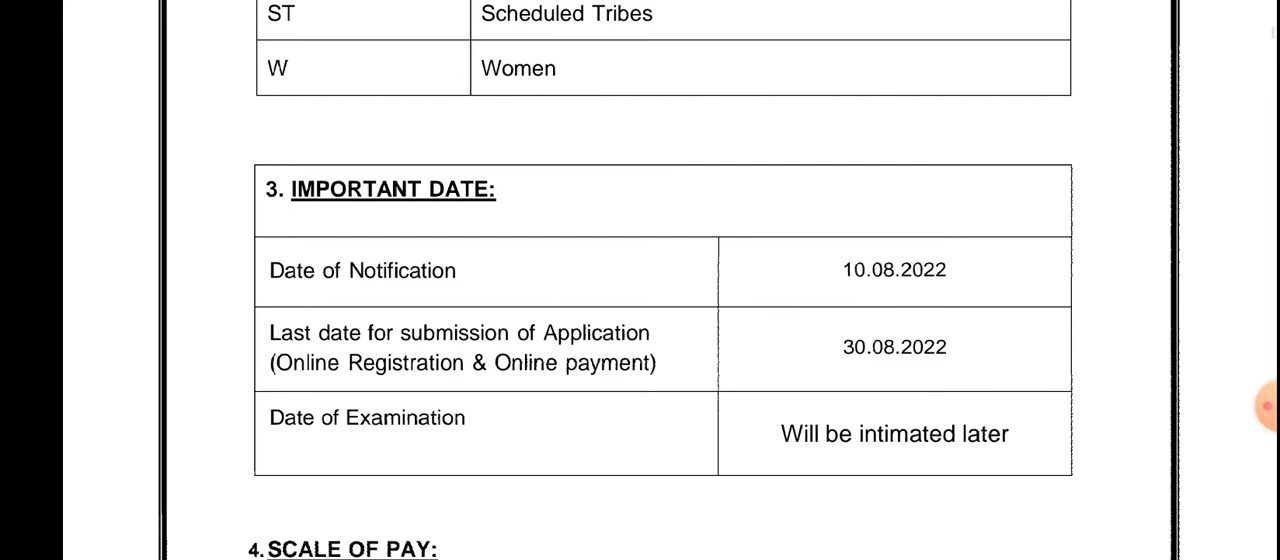 ST Scheduled Tribes
W Women
3. IMPORTANT DATE:
Date of Notification 10.08.2022
Last date for submission of Application
(Online Registration & Online payment) 30.08.2022
Date of Examination
Will be intimated later
4. SCALE OF PAY: